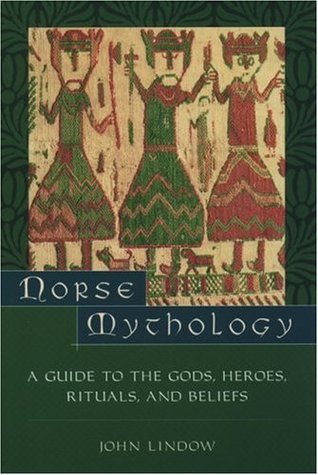 NORSE
MYTHOLOGY
A GUIDE TO THE GODS, HEROES,
RITUALS, AND BELIEFS
JOHN LINDOW